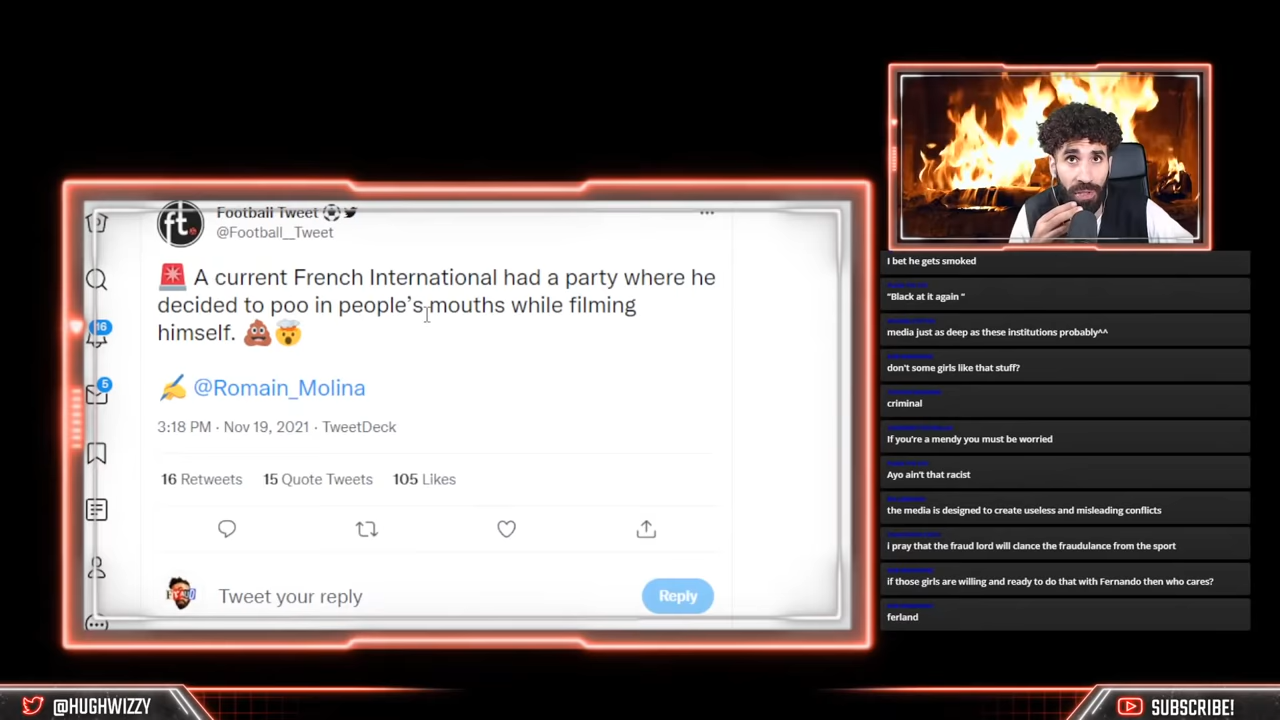 ft.
Football Tweet
@Football__Tweet
A current French International had a party where he
decided to poo in people's mouths while filming
himself.
@Romain_Molina
3:18 PM · Nov 19, 2021 · TweetDeck
16 Retweets 15 Quote Tweets 105 Likes
Tweet your reply
Reply
16
5
I bet he gets smoked
"Black at it again "
media just as deep as these institutions probably^^
don't some girls like that stuff?
criminal
If you're a mendy you must be worried
Ayo ain't that racist
the media is designed to create useless and misleading conflicts
I pray that the fraud lord will clance the fraudulance from the sport
if those girls are willing and ready to do that with Fernando then who cares?
ferland
@HUGHWIZZY
SUBSCRIBE!